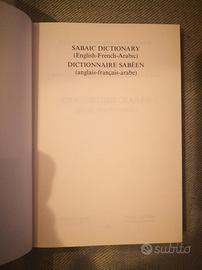 SABAIC DICTIONARY
(English-French-Arabic)
DICTIONNAIRE SABÉEN
(anglais-français-arabe)
subito